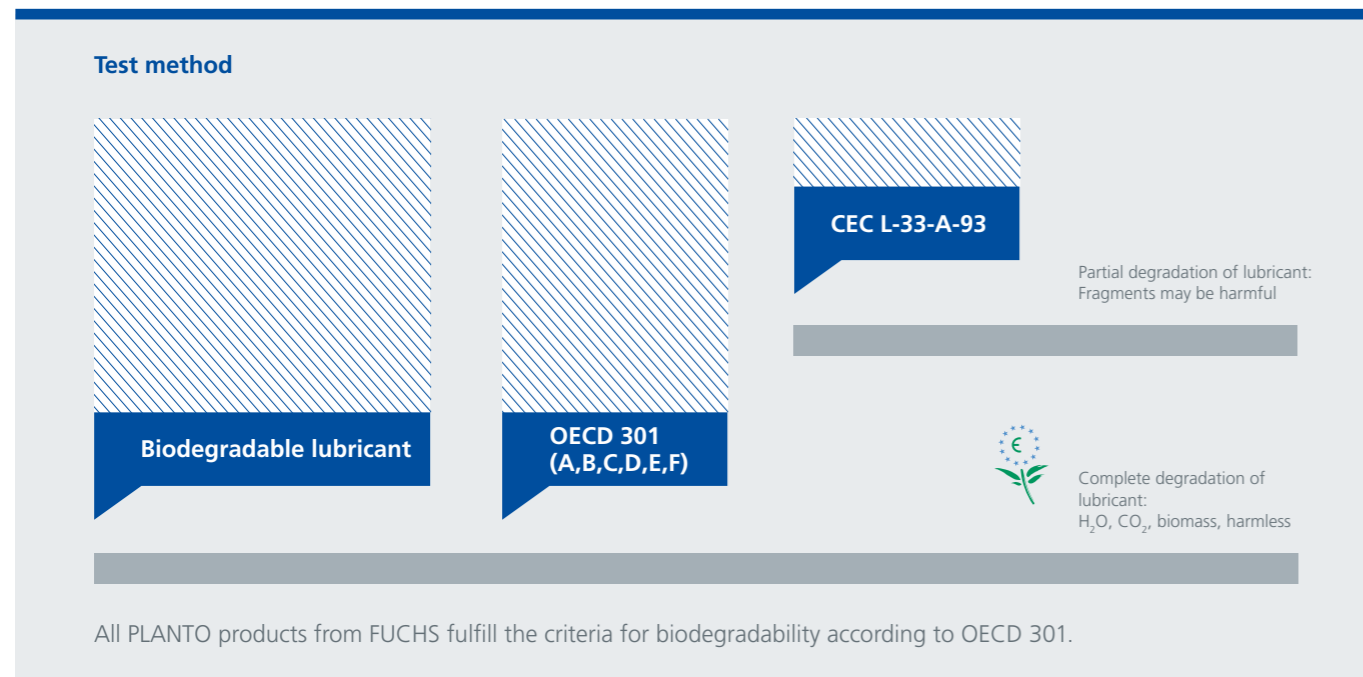 Test method
CEC L-33-A-93
Partial degradation of lubricant:
Fragments may be harmful
Biodegradable lubricant
OECD 301
(A,B,C,D,E,F)
Є
Complete degradation of
lubricant:
H₂O, CO₂, biomass, harmless
All PLANTO products from FUCHS fulfill the criteria for biodegradability according to OECD 301.